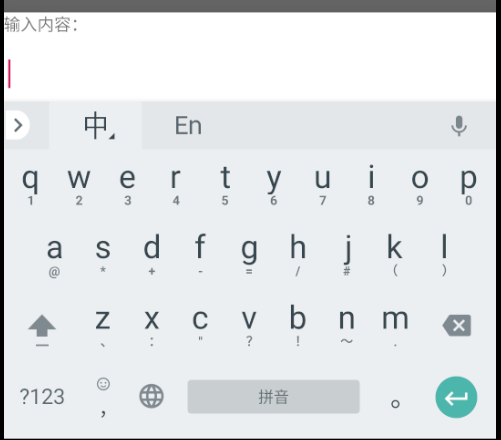 输入内容：
中 En
q w e r t y u i o p
1 2 3 4 5 6 7 8 9 0
a s d f g h j k l
@ * + - = / # ( )
z x c v b n m
、 : " ? ! ～ .
?123 , 拼音 。